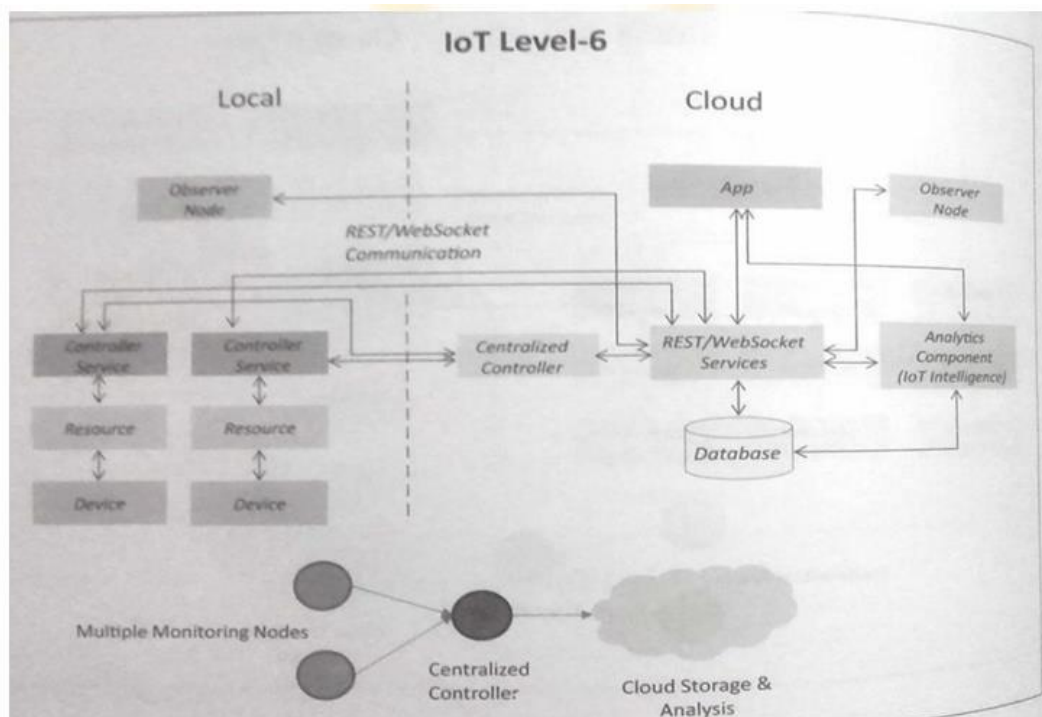 IoT Level-6
Local
Cloud
Observer
Node
App
Observer
Node
REST/WebSocket
Communication
Controller
Service
Controller
Service
Centralized
Controller
REST/WebSocket
Services
Analytics
Component
(IoT Intelligence)
Resource
Resource
Database
Device
Device
Multiple Monitoring Nodes
Centralized
Controller
Cloud Storage &
Analysis